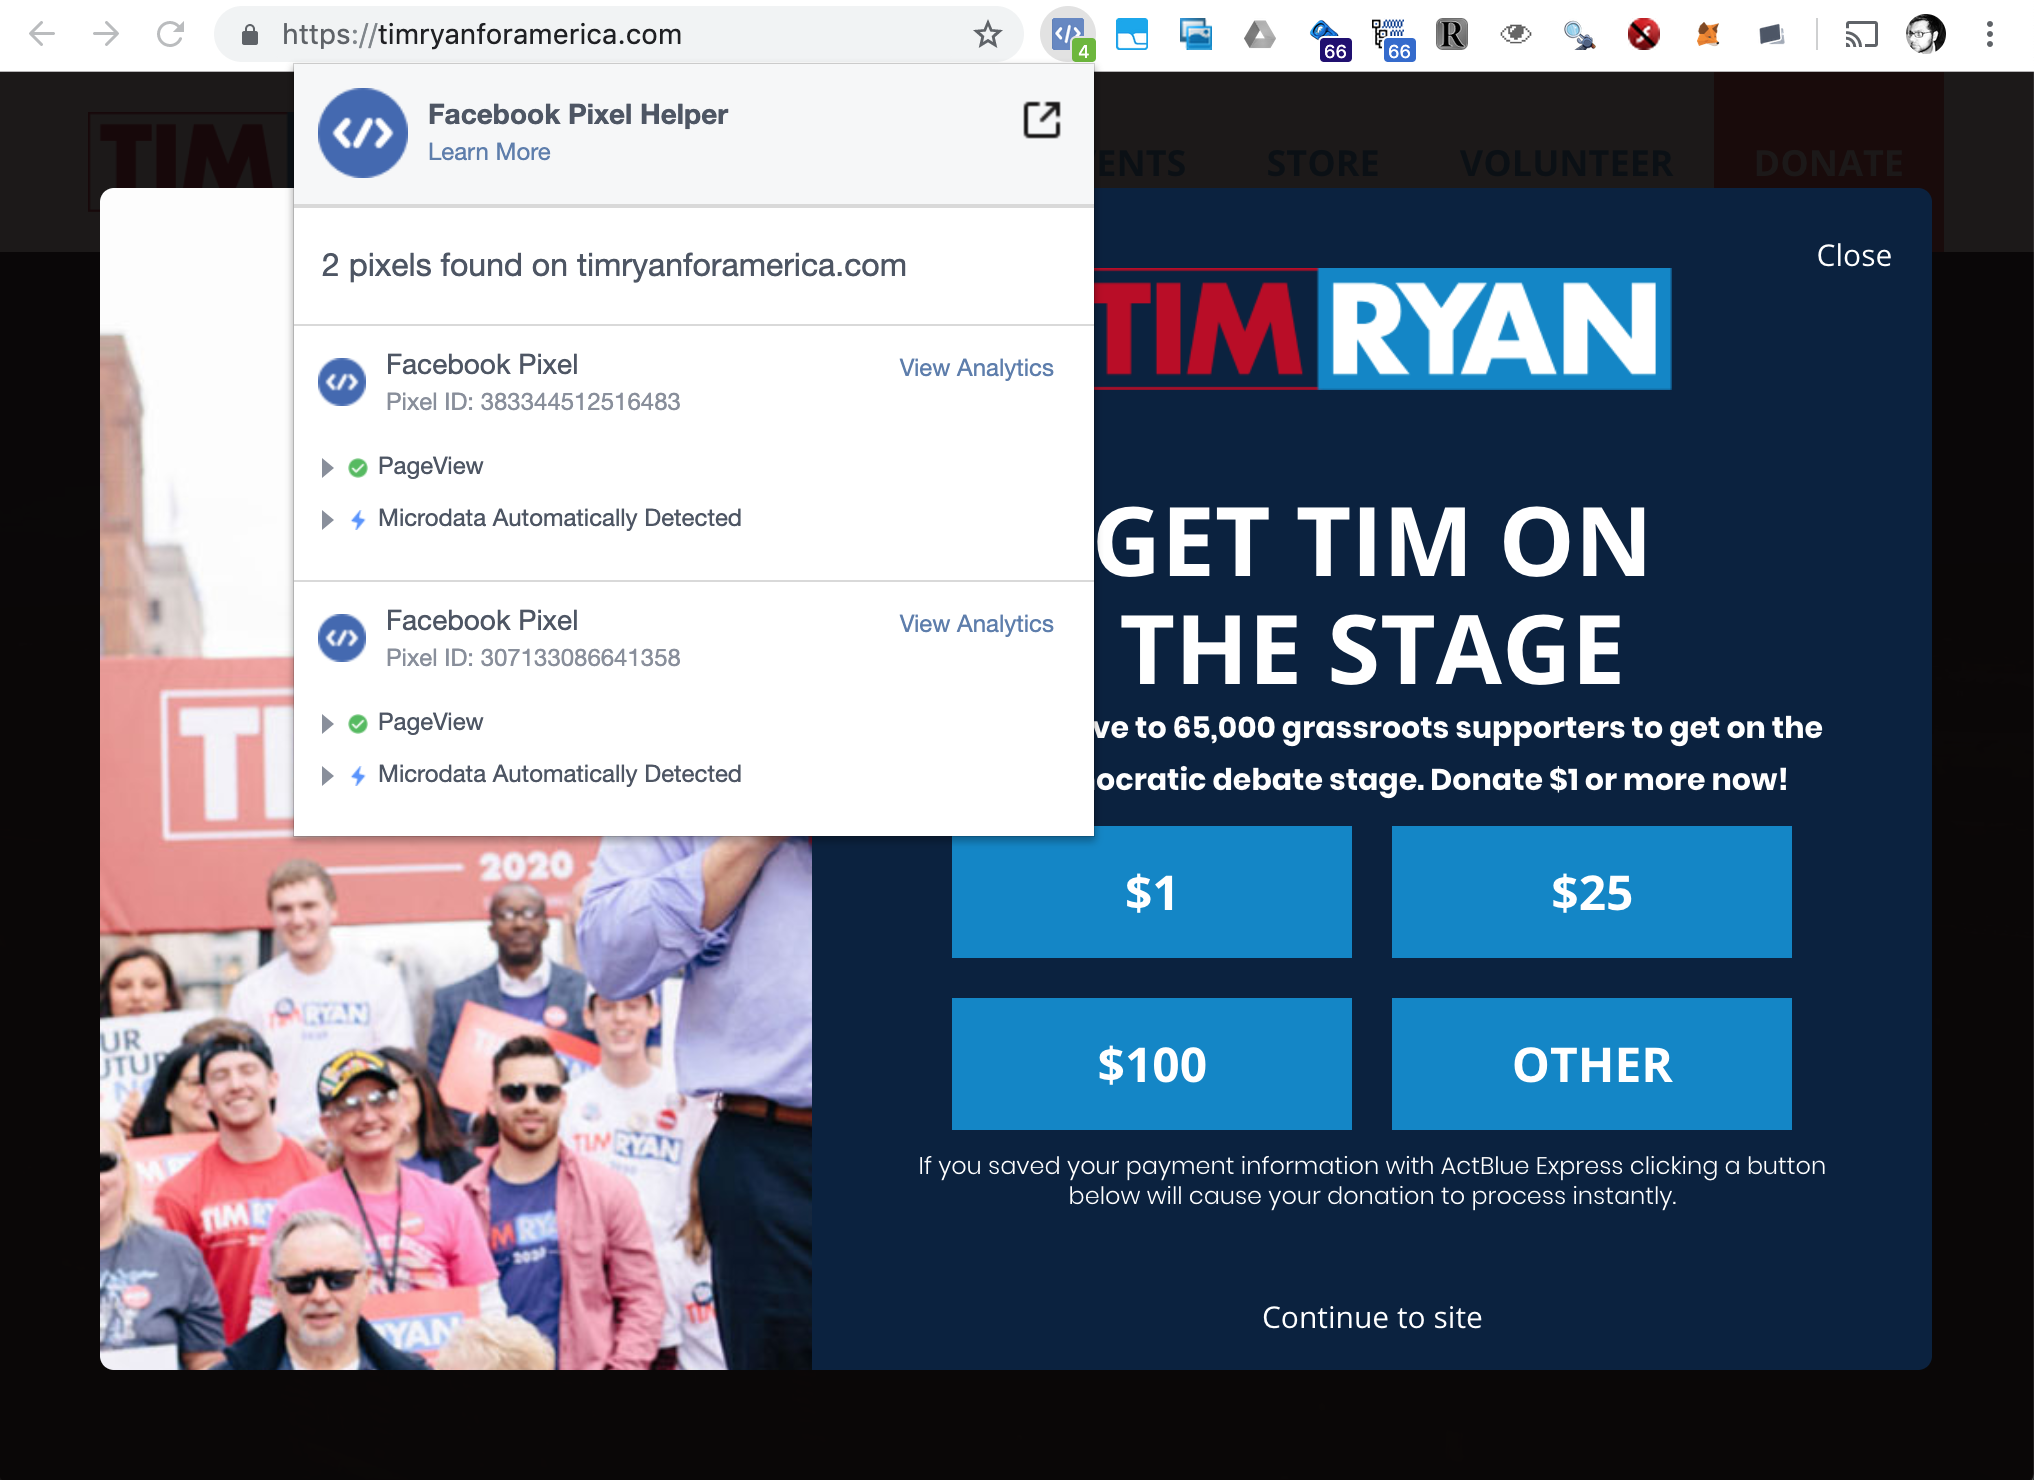 https://timryanforamerica.com
4
66
66
R
Facebook Pixel Helper
Learn More
2 pixels found on timryanforamerica.com
Facebook Pixel
View Analytics
Pixel ID: 383344512516483
PageView
Microdata Automatically Detected
Facebook Pixel
View Analytics
Pixel ID: 307133086641358
PageView
Microdata Automatically Detected
TIM
ENTS
STORE
VOLUNTEER
DONATE
Close
TIM RYAN
GET TIM ON
THE STAGE
ve to 65,000 grassroots supporters to get on the
ocratic debate stage. Donate $1 or more now!
$1
$25
$100
OTHER
If you saved your payment information with ActBlue Express clicking a button
below will cause your donation to process instantly.
Continue to site
TI
2020
RYAN
UR
UTU
TIM RYAN
TIM R
M RY
YAN